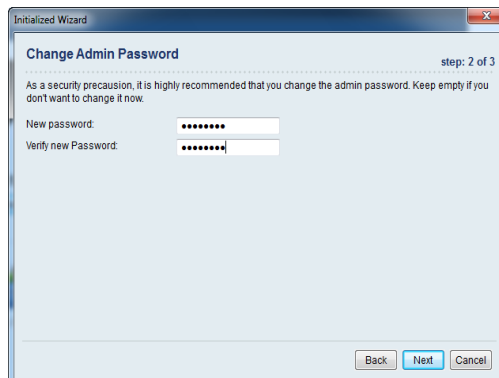 Initialized Wizard
X
Change Admin Password
step: 2 of 3
As a security precausion, it is highly recommended that you change the admin password. Keep empty if you
don't want to change it now.
New password:
••••••••
Verify new Password:
••••••••
Back Next Cancel